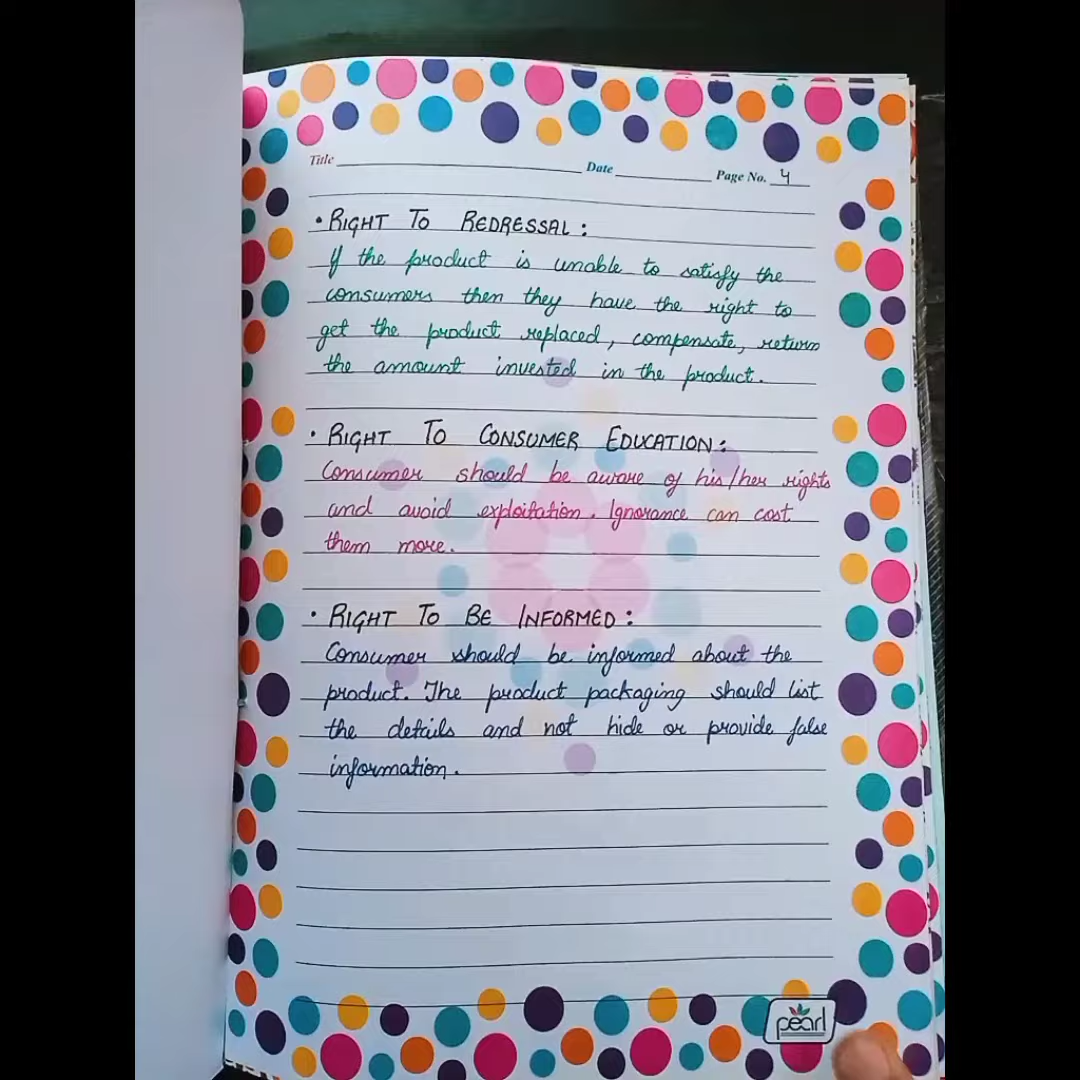 Title
Date
Page No. 4
• RIGHT TO REDRESSAL :
If the product is unable to satisfy the
consumers then they have the right to
get the product replaced, compensate, return
the amount invested in the product.
• RIGHT TO CONSUMER EDUCATION :
Consumer should be aware of his/her rights
and avoid exploitation. Ignorance can cost
them more.
• RIGHT TO BE INFORMED :
Consumer should be informed about the
product. The product packaging should list
the details and not hide or provide false
information.
pearl